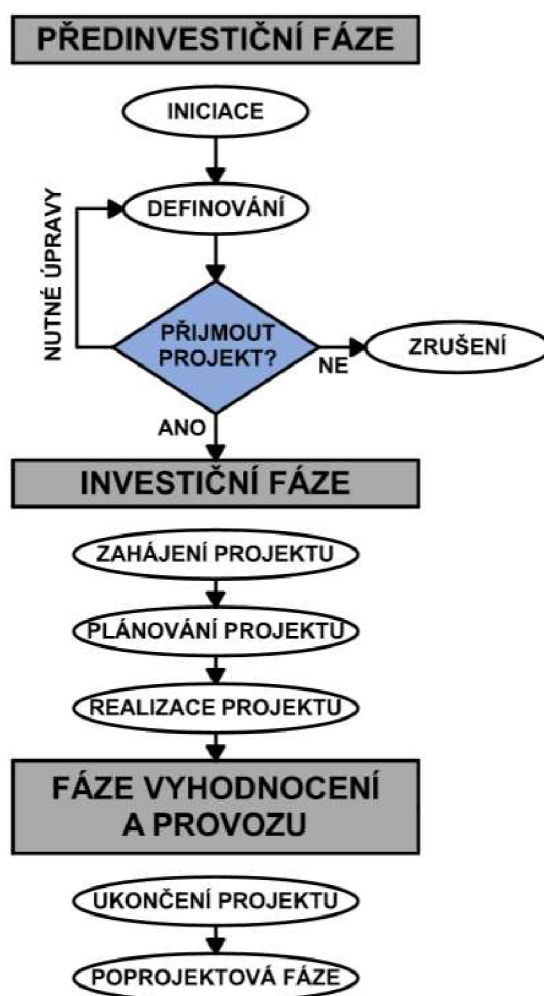 PŘEDINVESTIČNÍ FÁZE
INICIACE
DEFINOVÁNÍ
NUTNÉ ÚPRAVY
PŘIJMOUT
PROJEKT?
NE
ZRUŠENÍ
ANO
INVESTIČNÍ FÁZE
ZAHÁJENÍ PROJEKTU
PLÁNOVÁNÍ PROJEKTU
REALIZACE PROJEKTU
FÁZE VYHODNOCENÍ
A PROVOZU
UKONČENÍ PROJEKTU
POPROJEKTOVÁ FÁZE